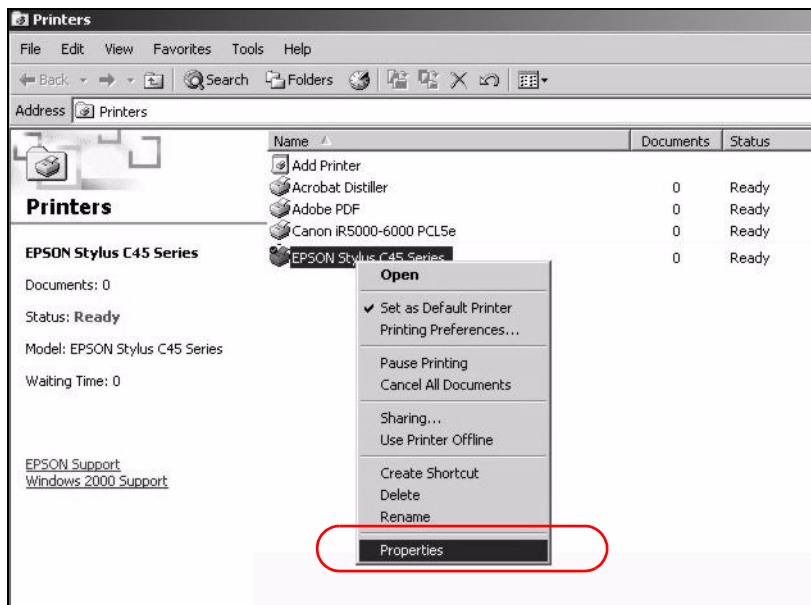 Printers
File Edit View Favorites Tools Help
Back Search Folders
Address Printers
Name Documents Status
Add Printer
Acrobat Distiller 0 Ready
Adobe PDF 0 Ready
Canon iR5000-6000 PCL5e 0 Ready
EPSON Stylus C45 Series 0 Ready
Printers
EPSON Stylus C45 Series
Documents: 0
Status: Ready
Model: EPSON Stylus C45 Series
Waiting Time: 0
EPSON Support
Windows 2000 Support
Open
Set as Default Printer
Printing Preferences...
Pause Printing
Cancel All Documents
Sharing...
Use Printer Offline
Create Shortcut
Delete
Rename
Properties